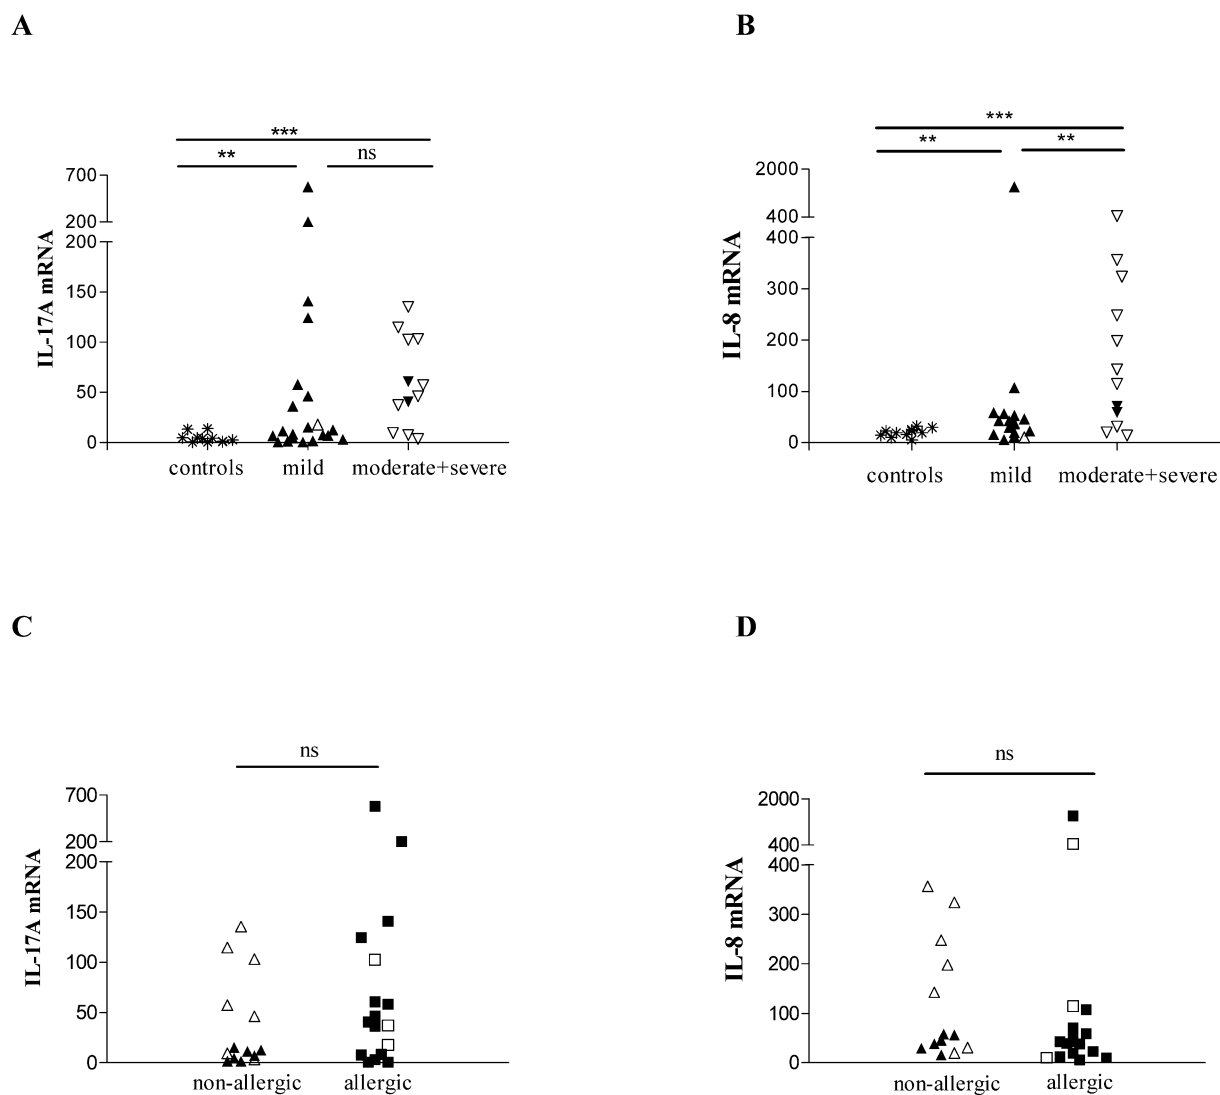 A
B
***
**
ns
***
**
**
700
200
200
150
100
50
0
IL-17A mRNA
controls
mild
moderate+severe
2000
400
400
300
200
100
0
IL-8 mRNA
controls
mild
moderate+severe
C
D
ns
ns
700
200
200
150
100
50
0
IL-17A mRNA
non-allergic
allergic
2000
400
400
300
200
100
0
IL-8 mRNA
non-allergic
allergic